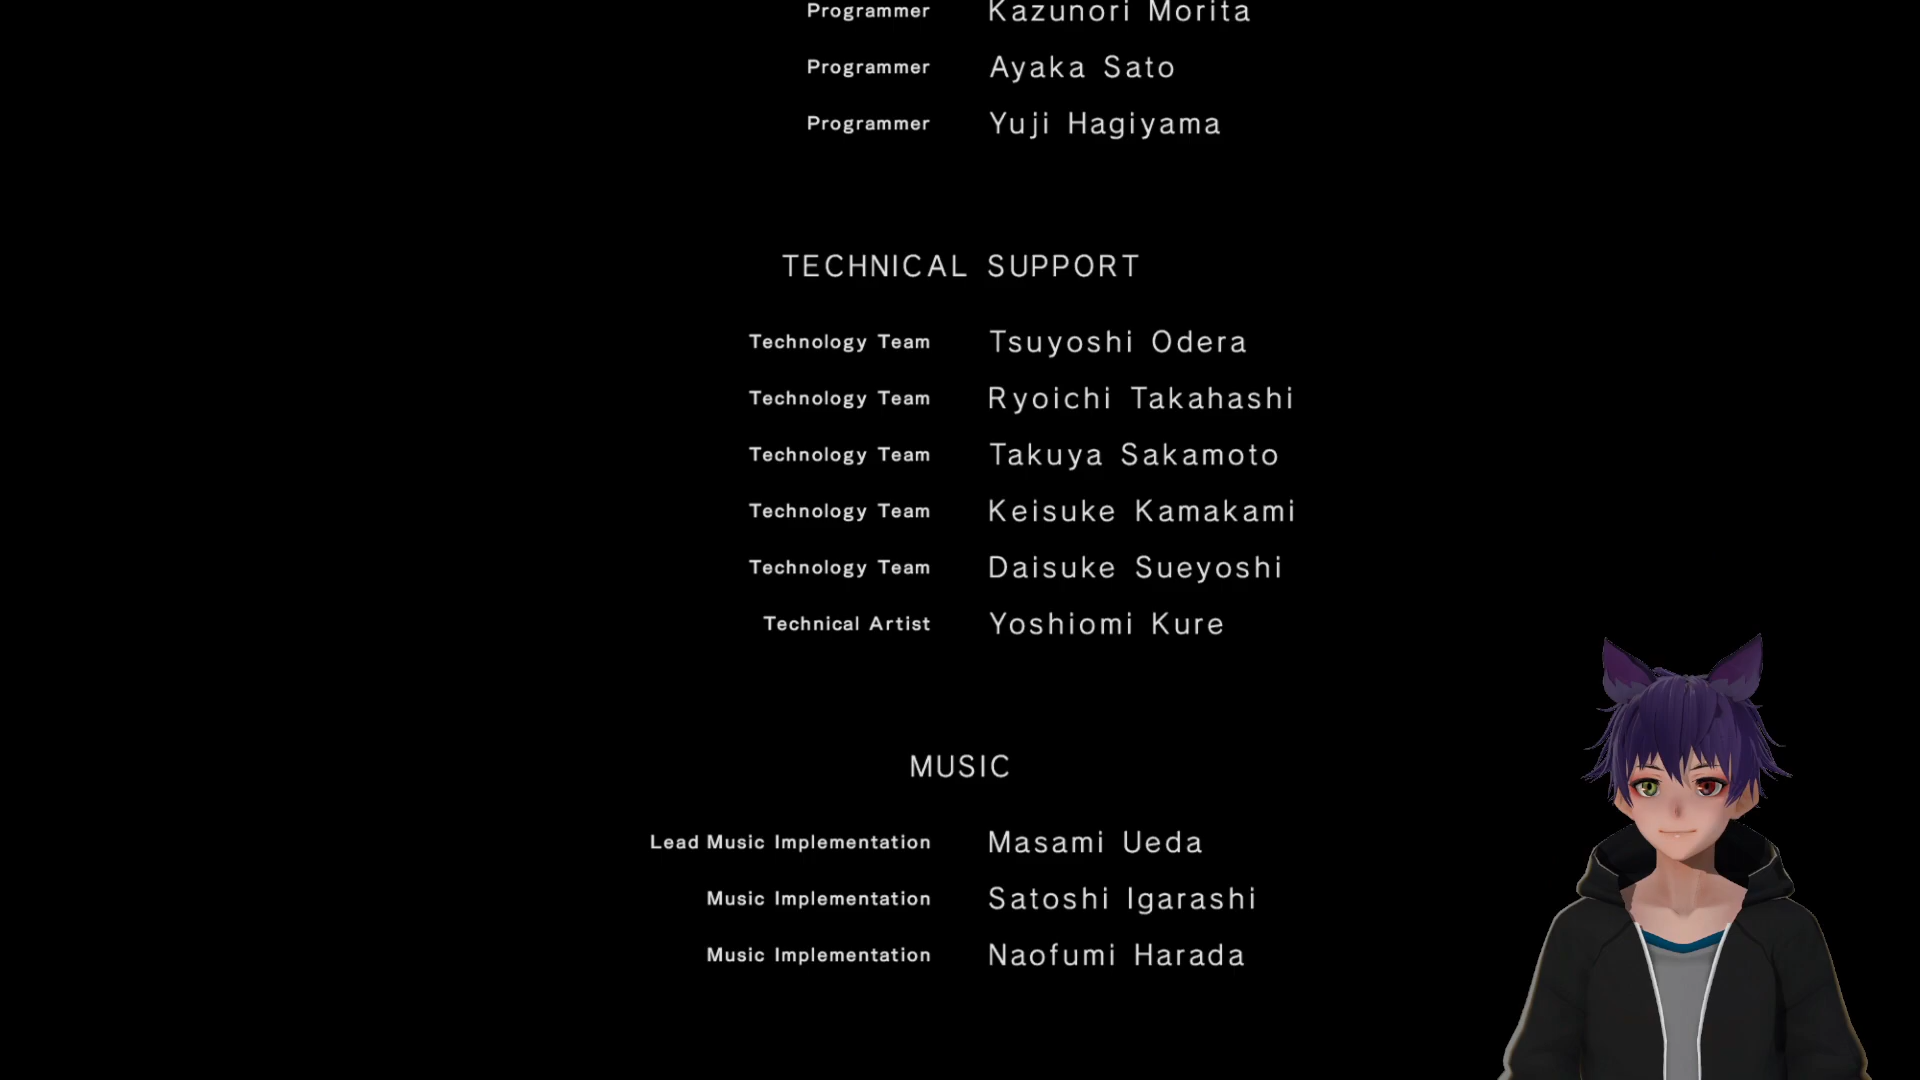 Programmer Kazunori Morita
Programmer Ayaka Sato
Programmer Yuji Hagiyama
TECHNICAL SUPPORT
Technology Team Tsuyoshi Odera
Technology Team Ryoichi Takahashi
Technology Team Takuya Sakamoto
Technology Team Keisuke Kamakami
Technology Team Daisuke Sueyoshi
Technical Artist Yoshiomi Kure
MUSIC
Lead Music Implementation Masami Ueda
Music Implementation Satoshi Igarashi
Music Implementation Naofumi Harada